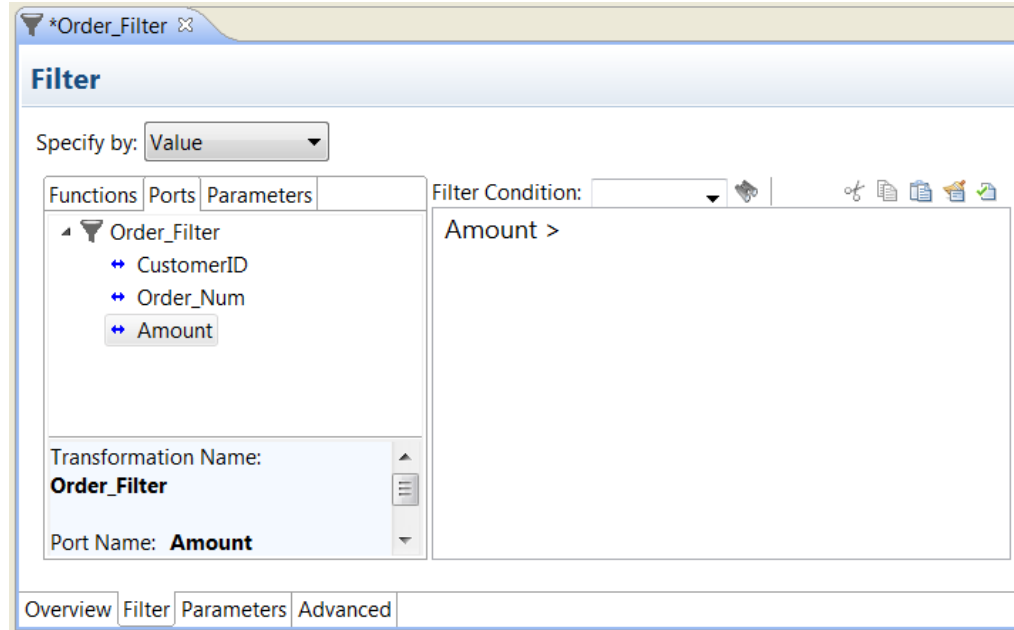 *Order_Filter
Filter
Specify by: Value
Functions Ports Parameters
Filter Condition:
Order_Filter
CustomerID
Order_Num
Amount
Amount >
Transformation Name:
Order_Filter
Port Name: Amount
Overview Filter Parameters Advanced